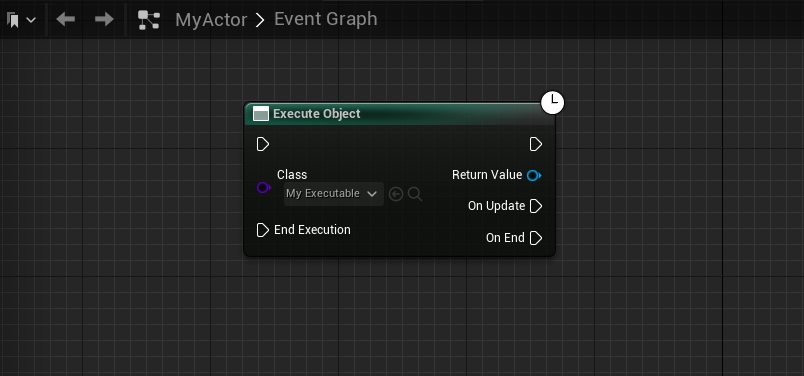 MyActor > Event Graph
Execute Object
Class
Return Value
My Executable
On Update
End Execution
On End